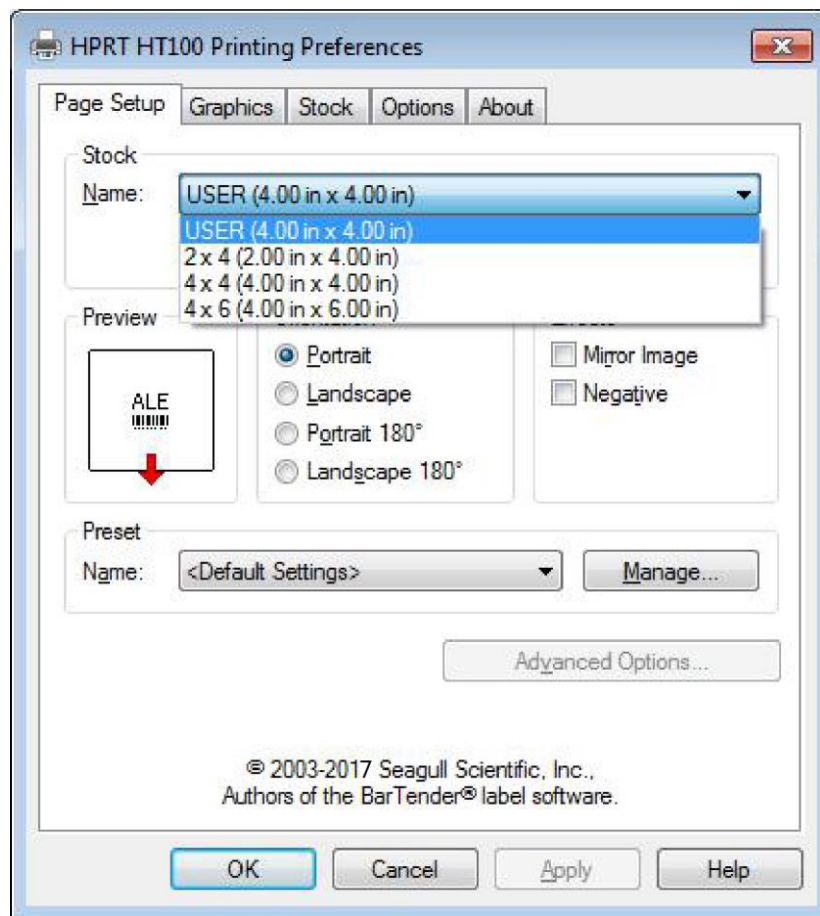 HPRT HT100 Printing Preferences
Page Setup
Graphics
Stock
Options
About
Stock
Name:
USER (4.00 in x 4.00 in)
USER (4.00 in x 4.00 in)
2 x 4 (2.00 in x 4.00 in)
4 x 4 (4.00 in x 4.00 in)
4 x 6 (4.00 in x 6.00 in)
Preview
ALE
Portrait
Landscape
Portrait 180°
Landscape 180°
Mirror Image
Negative
Preset
Name:
<Default Settings>
Manage...
Advanced Options...
© 2003-2017 Seagull Scientific, Inc.,
Authors of the BarTender® label software.
OK
Cancel
Apply
Help